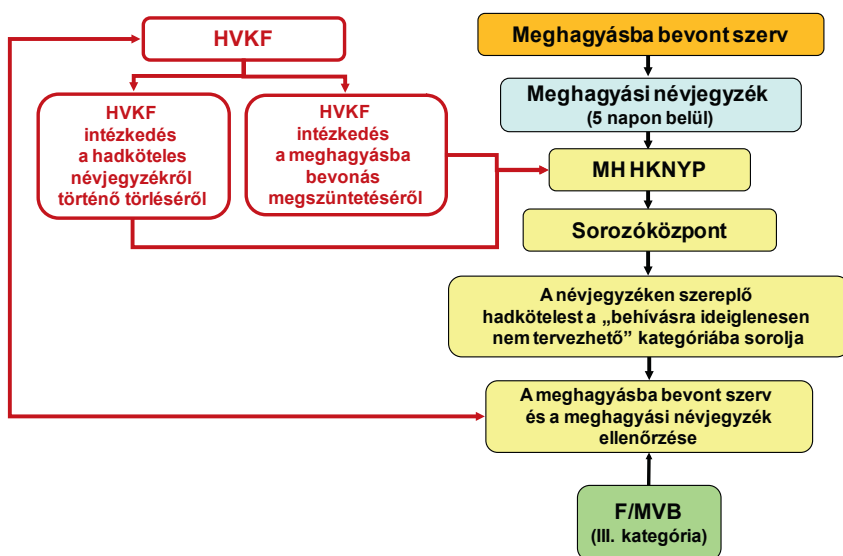 HVKF
HVKF
intézkedés
a hadköteles
névjegyzékről
történő törléséről
HVKF
intézkedés
a meghagyásba
bevonás
megszüntetéséről
Meghagyásba bevont szerv
Meghagyási névjegyzék
(5 napon belül)
MH HKNYP
Sorozóközpont
A névjegyzéken szereplő
hadkötelest a „behívásra ideiglenesen
nem tervezhető” kategóriába sorolja
A meghagyásba bevont szerv
és a meghagyási névjegyzék
ellenőrzése
F/MVB
(III. kategória)